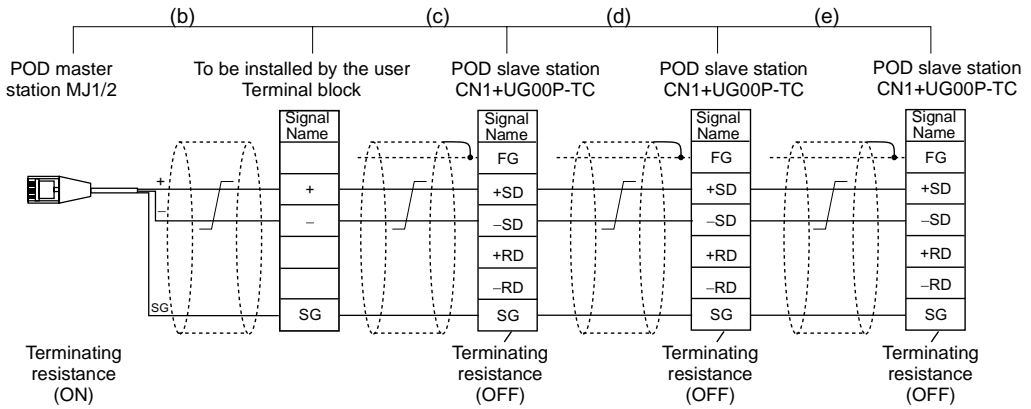 (b)
(c)
(d)
(e)
POD master
station MJ1/2
To be installed by the user
Terminal block
POD slave station
CN1+UG00P-TC
POD slave station
CN1+UG00P-TC
POD slave station
CN1+UG00P-TC
+
−
SG
Signal
Name
+
−
SG
Signal
Name
FG
+SD
−SD
+RD
−RD
SG
Signal
Name
FG
+SD
−SD
+RD
−RD
SG
Signal
Name
FG
+SD
−SD
+RD
−RD
SG
Terminating
resistance
(ON)
Terminating
resistance
(OFF)
Terminating
resistance
(OFF)
Terminating
resistance
(OFF)